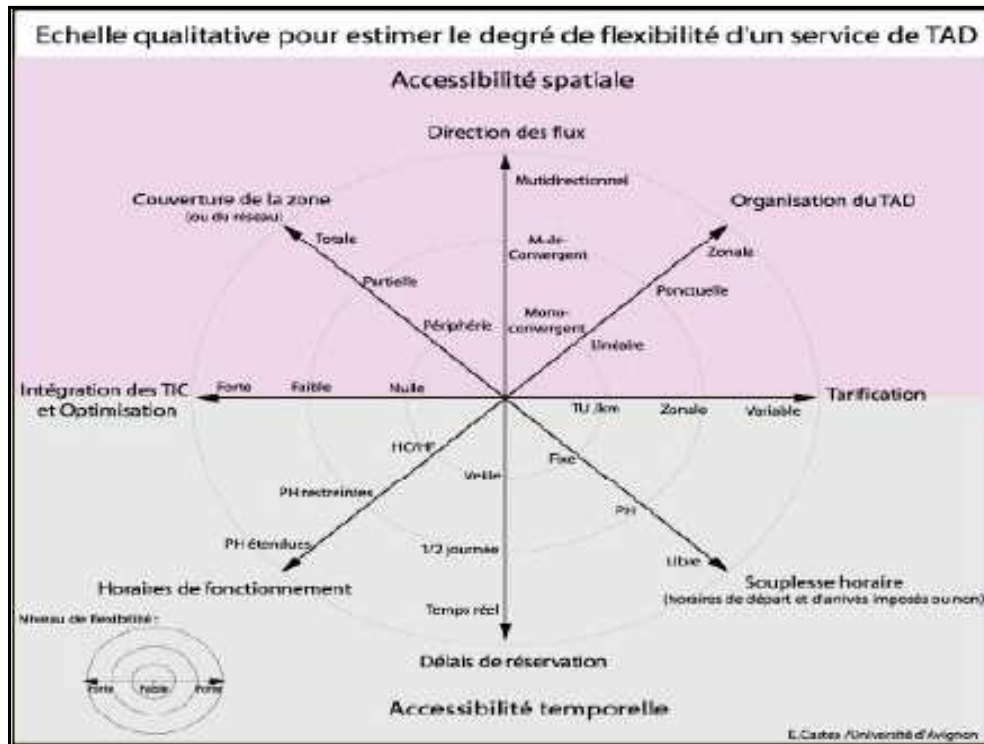 Echelle qualitative pour estimer le degré de flexibilité d'un service de TAD
Accessibilité spatiale
Direction des flux
Mutidirectionnel
Couverture de la zone
(ou du réseau)
Organisation du TAD
Totale
Zonale
Multi-
Convergent
Partielle
Ponctuelle
Périphérie
Mono-
convergent
Linéaire
Intégration des TIC
et Optimisation
Forte
Faible
Nulle
TU /km
Zonale
Variable
Tarification
HC/HP
Fixe
Veille
PH restreintes
PH
PH étendues
1/2 journée
Libre
Horaires de fonctionnement
Souplesse horaire
(horaires de départ et d'arrivés imposés ou non)
Temps réel
Niveau de flexibilité :
Forte
Faible
Forte
Délais de réservation
Accessibilité temporelle
E.Castex /Université d'Avignon